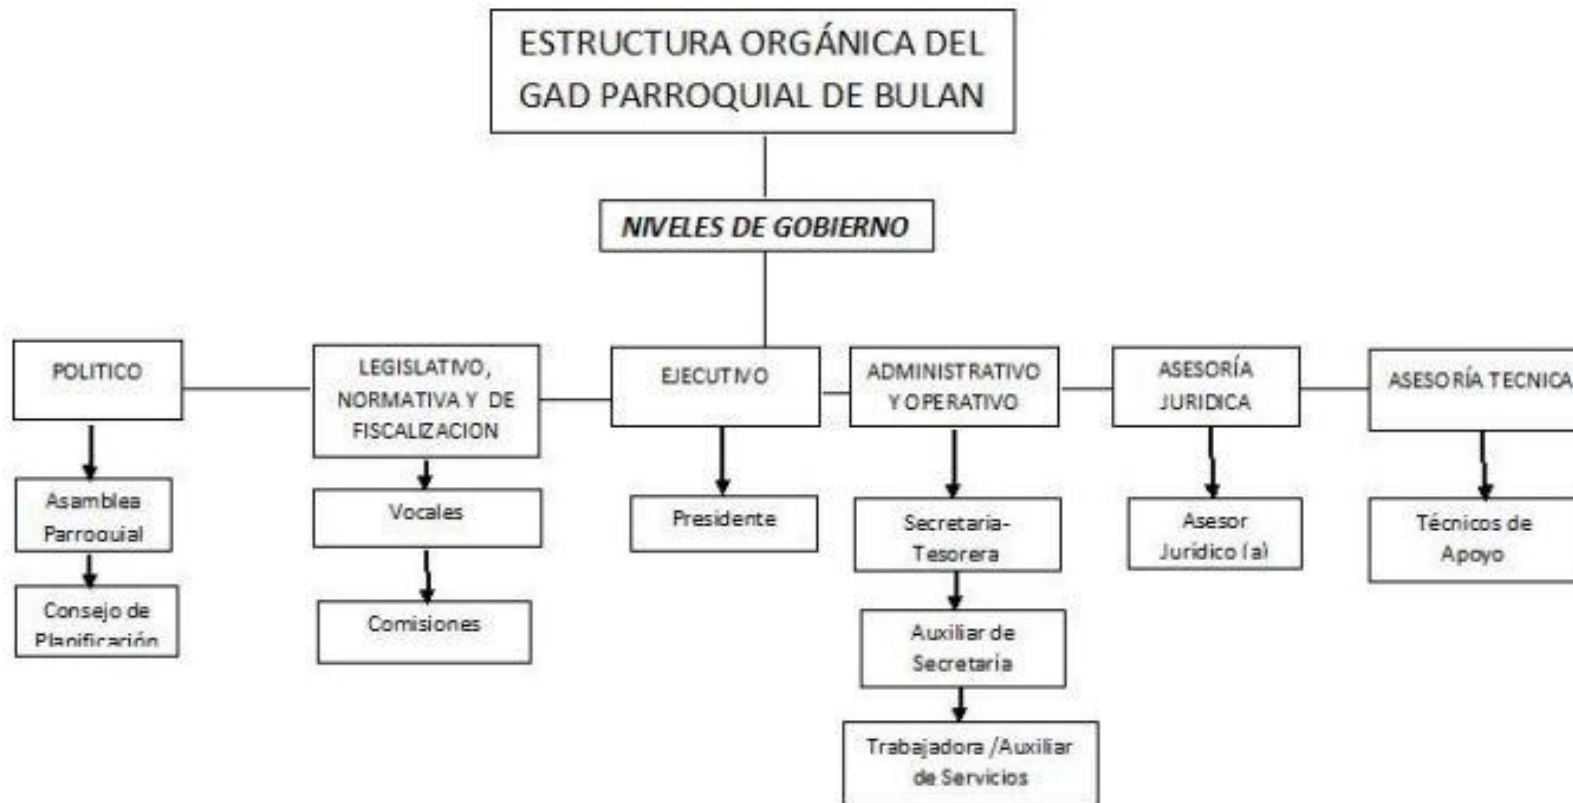 ESTRUCTURA ORGÁNICA DEL
GAD PARROQUIAL DE BULAN
NIVELES DE GOBIERNO
POLITICO
LEGISLATIVO,
NORMATIVA Y DE
FISCALIZACION
EJECUTIVO
ADMINISTRATIVO
Y OPERATIVO
ASESORÍA
JURIDICA
ASESORÍA TECNICA
Asamblea
Parroquial
Vocales
Presidente
Secretaria-
Tesorera
Asesor
Jurídico (a)
Técnicos de
Apoyo
Consejo de
Planificación
Comisiones
Auxiliar de
Secretaría
Trabajadora /Auxiliar
de Servicios